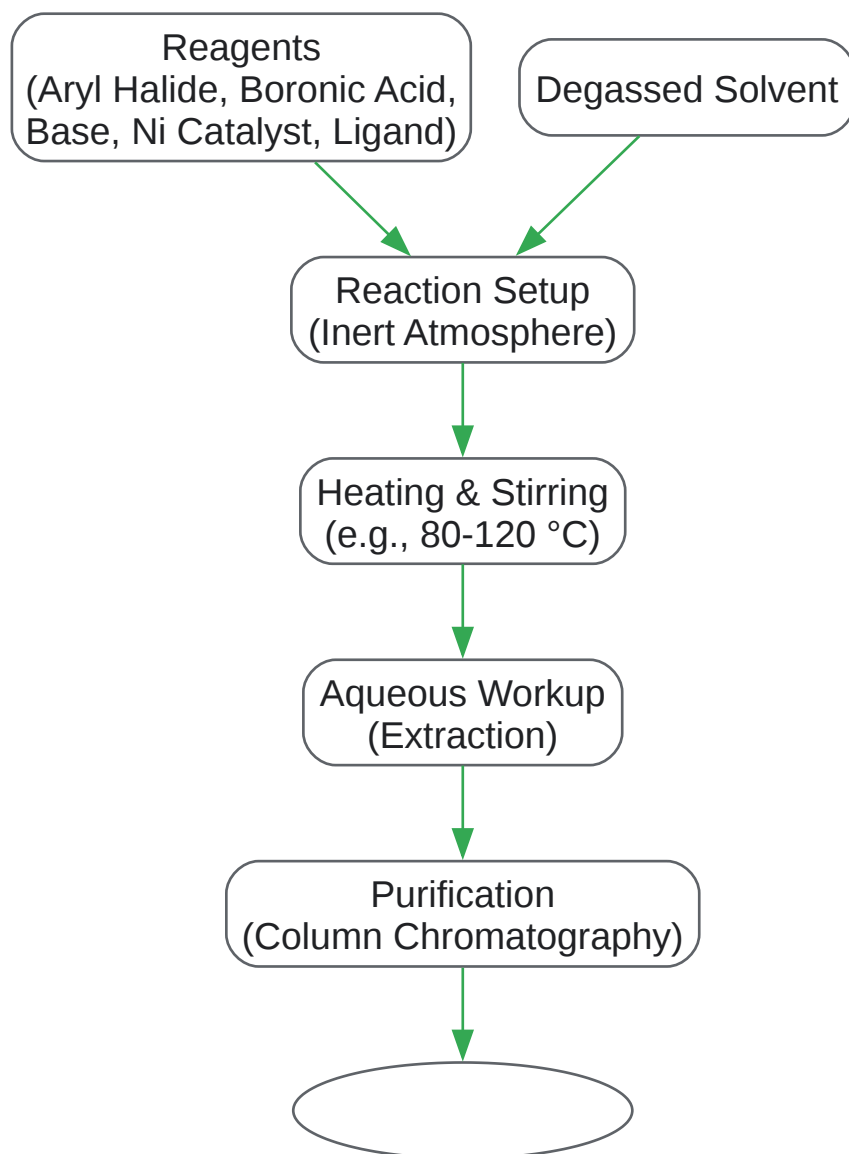 Reagents
(Aryl Halide, Boronic Acid,
Base, Ni Catalyst, Ligand)
Degassed Solvent
Reaction Setup
(Inert Atmosphere)
Heating & Stirring
(e.g., 80-120 °C)
Aqueous Workup
(Extraction)
Purification
(Column Chromatography)